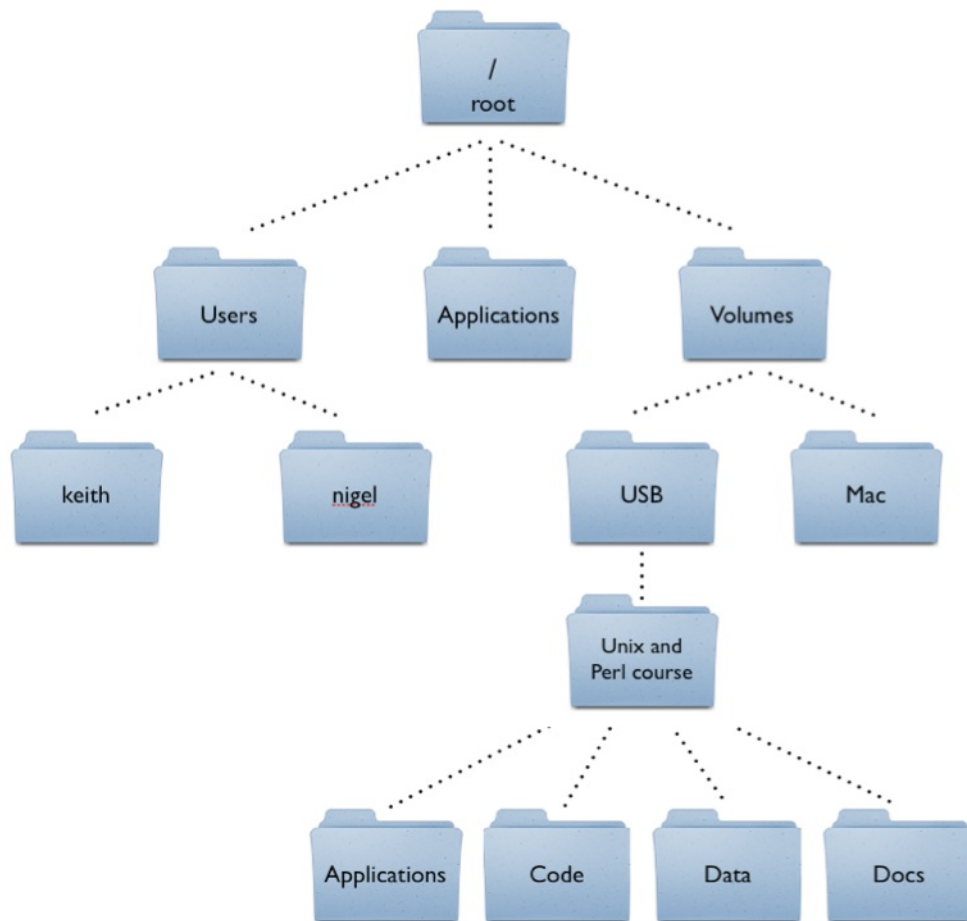 /
root
Users
Applications
Volumes
keith
nigel
USB
Mac
Unix and
Perl course
Applications
Code
Data
Docs